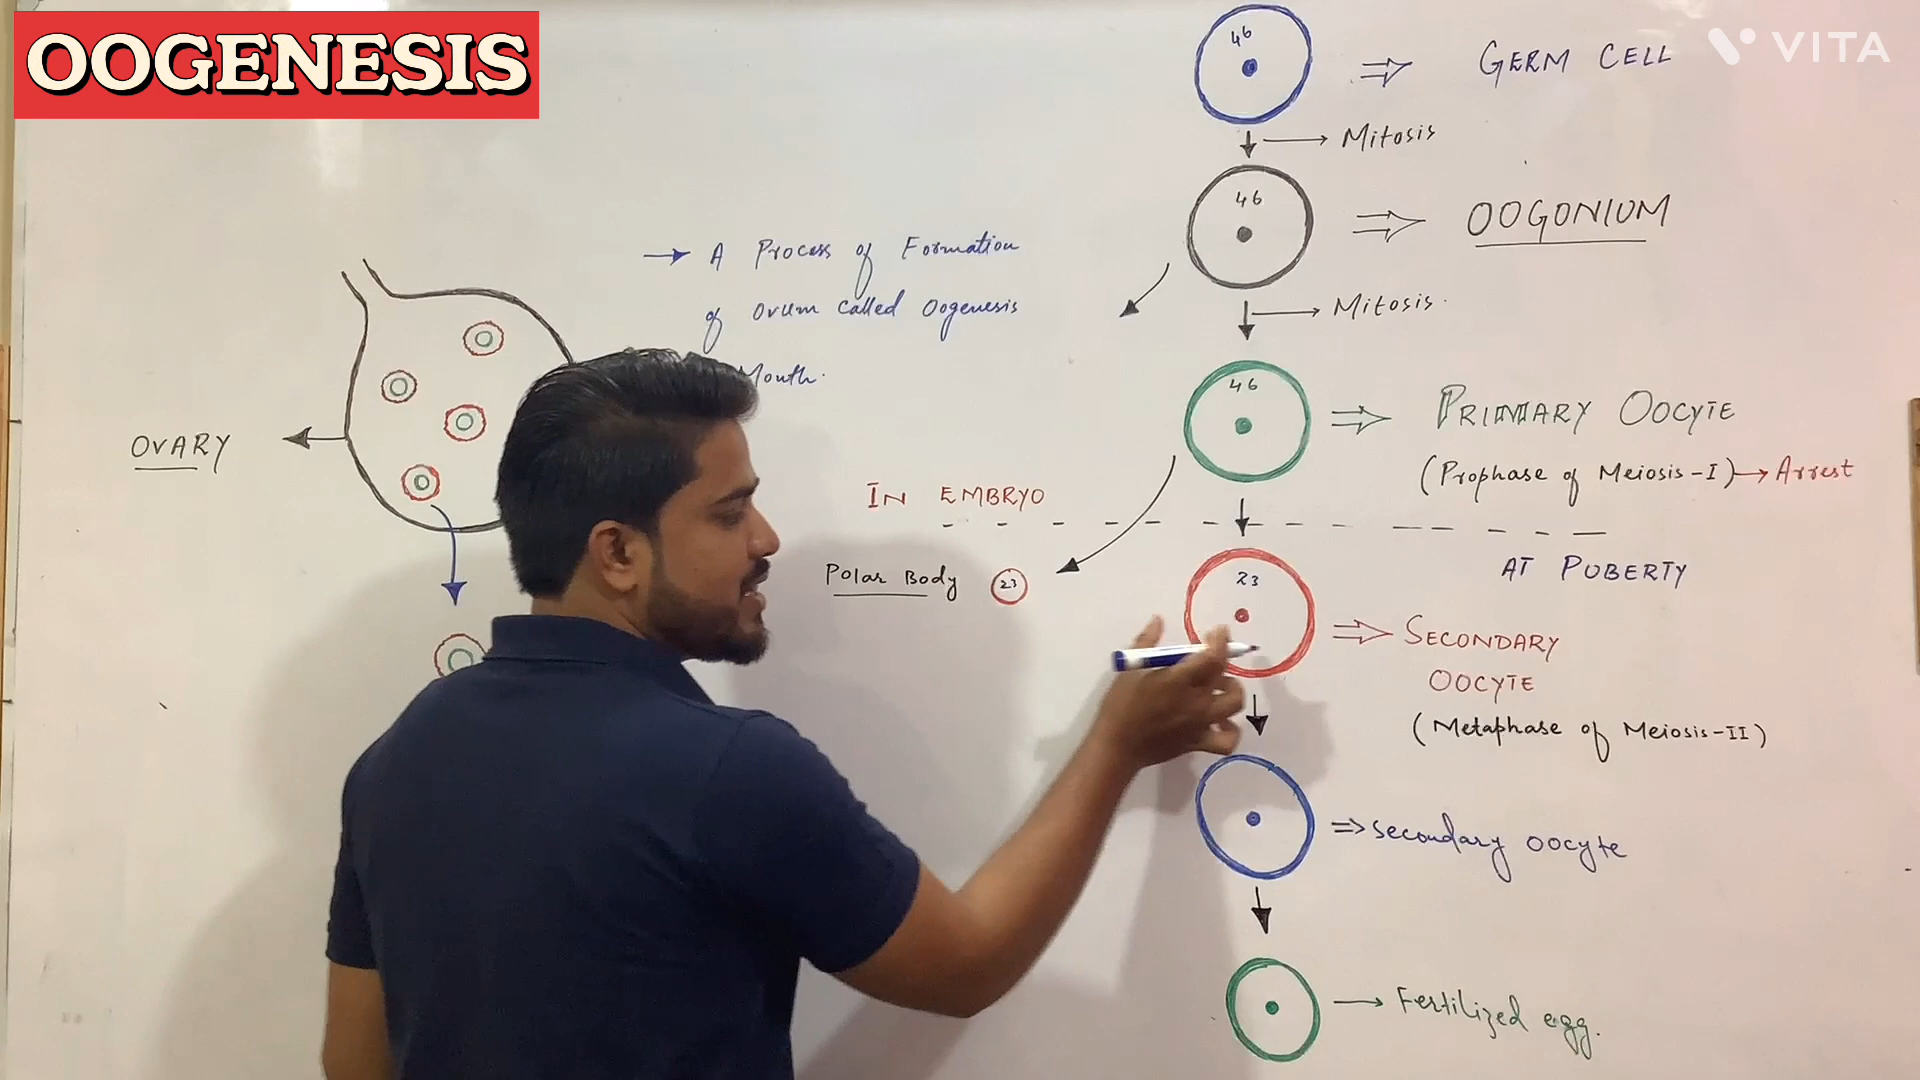 OOGENESIS
VITA
46
GERM CELL
Mitosis
46
OOGONIUM
→ A Process of Formation
of Ovum called Oogenesis
Mouth.
Mitosis.
46
PRIMARY OOCYTE
(Prophase of Meiosis-I)→ Arrest
OVARY
IN EMBRYO
AT PUBERTY
Polar Body
23
23
SECONDARY
OOCYTE
(Metaphase of Meiosis-II)
Secondary oocyte
Fertilized egg.